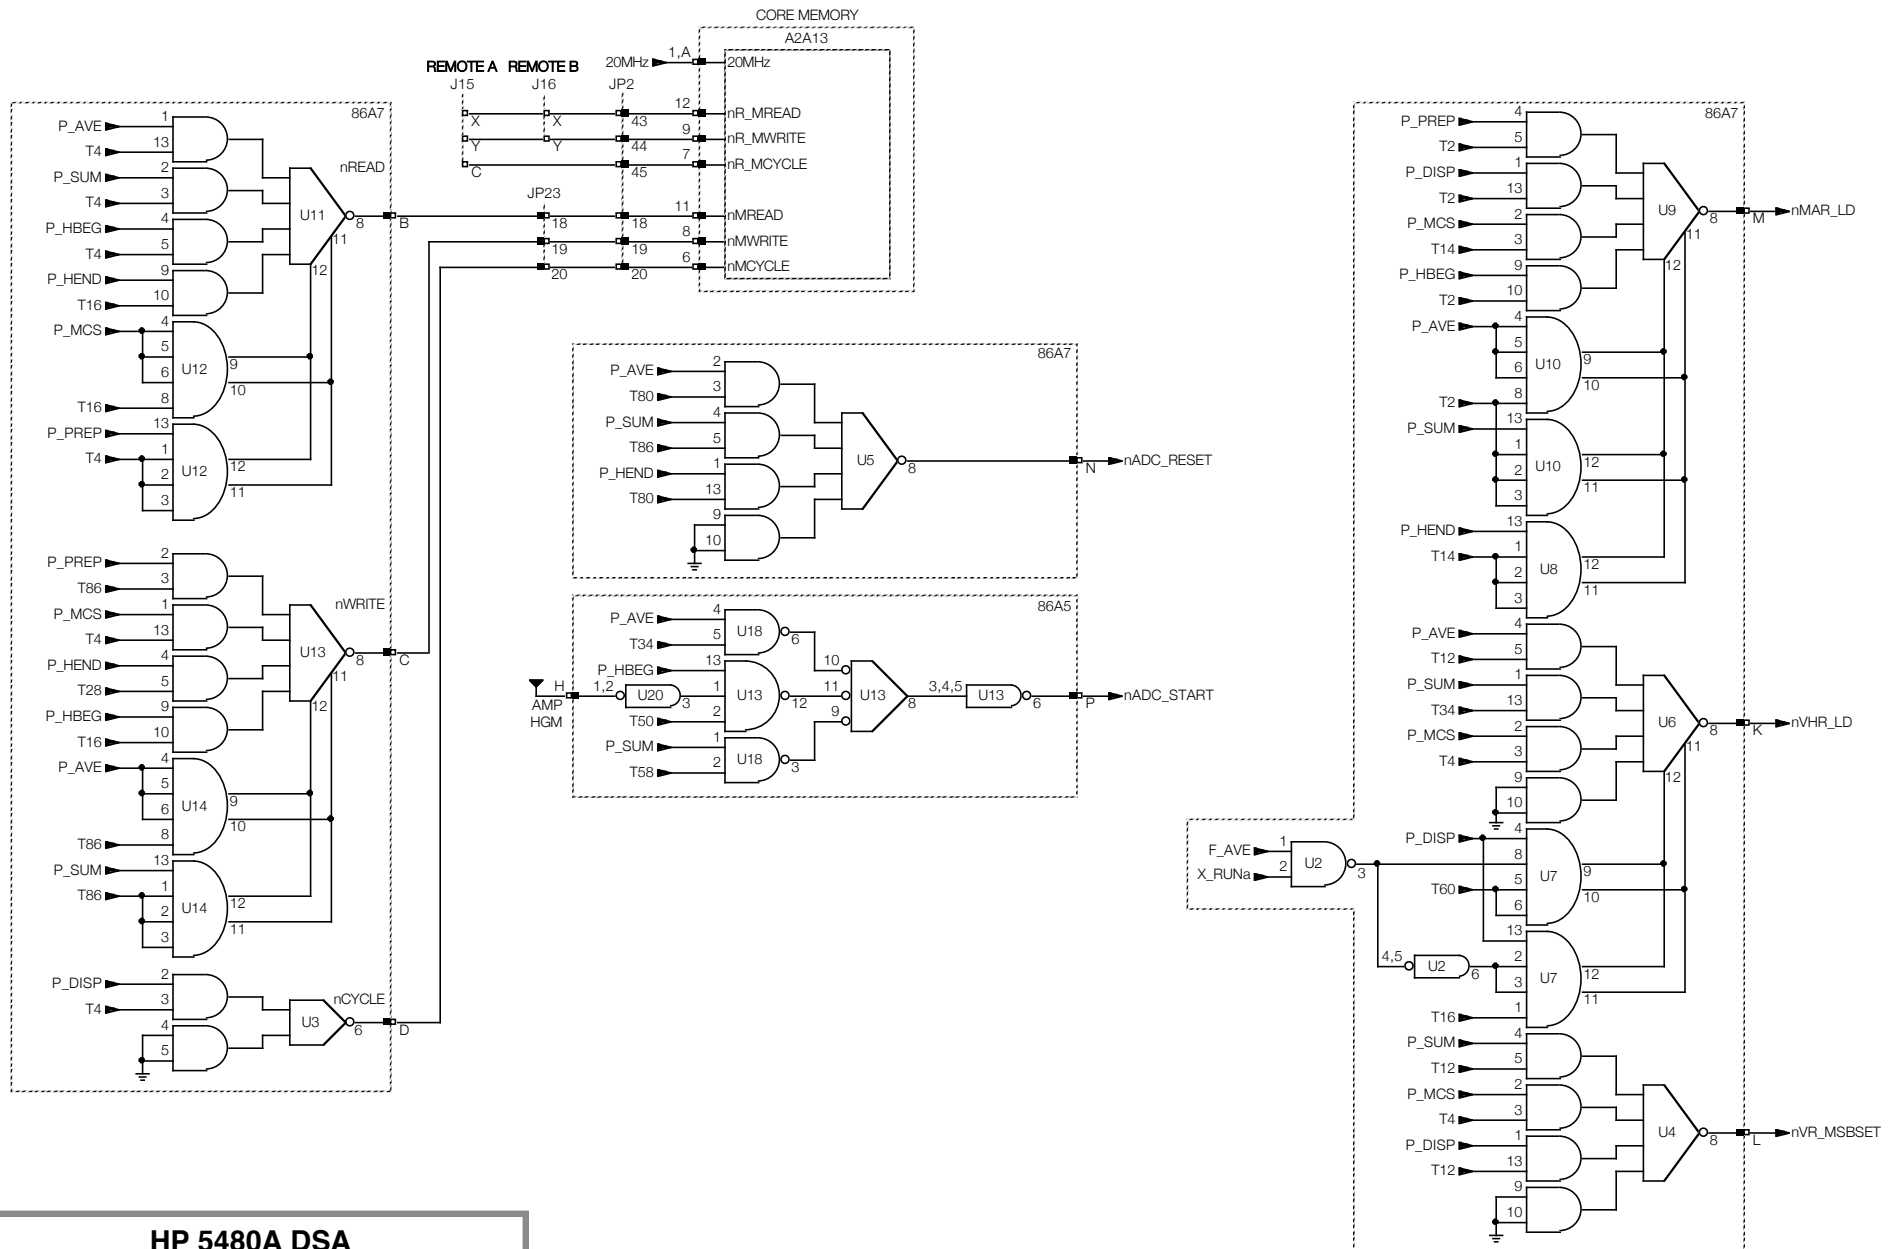 CORE MEMORY
A2A13
1,A
20MHz
20MHz
REMOTE A REMOTE B
J15 J16 JP2
X X 43 12 nR_MREAD
Y Y 44 9 nR_MWRITE
C 45 7 nR_MCYCLE
JP23
18 18 11 nMREAD
19 19 8 nMWRITE
20 20 6 nMCYCLE
86A7
P_AVE 1
T4 13
P_SUM 2
T4 3
P_HBEG 4
T4 5
P_HEND 9
T16 10
nREAD
U11 8 B
11
12
P_MCS 4
5
6
T16 8
U12 9
10
P_PREP 13
T4 1
2
3
U12 12
11
P_PREP 2
T86 3
P_MCS 1
T4 13
P_HEND 4
T28 5
P_HBEG 9
T16 10
nWRITE
U13 8 C
11
12
P_AVE 4
5
6
T86 8
U14 9
10
P_SUM 13
T86 1
2
3
U14 12
11
P_DISP 2
T4 3
4
5
nCYCLE
U3 6 D
86A7
P_AVE 2
T80 3
P_SUM 4
T86 5
P_HEND 1
T80 13
9
10
U5 8 N nADC_RESET
86A5
P_AVE 4
T34 5
U18 6
P_HBEG 13
H 1,2 U20 3 1
AMP
HGM
T50 2
U13 12
P_SUM 1
T58 2
U18 3
10
11
9
U13 8 3,4,5 U13 6 P nADC_START
86A7
P_PREP 4
T2 5
P_DISP 1
T2 13
P_MCS 2
T14 3
P_HBEG 9
T2 10
U9 8 M nMAR_LD
11
12
P_AVE 4
5
6
T2 8
U10 9
10
P_SUM 13
1
2
3
U10 12
11
P_HEND 13
T14 1
2
3
U8 12
11
P_AVE 4
T12 5
P_SUM 1
T34 13
P_MCS 2
T4 3
9
10
U6 8 K nVHR_LD
11
12
F_AVE 1
X_RUNa 2
U2 3
P_DISP 4
8
T60 5
6
U7 9
10
4,5 U2 6
13
2
3
T16 1
U7 12
11
P_SUM 4
T12 5
P_MCS 2
T4 3
P_DISP 1
T12 13
9
10
U4 8 L nVR_MSBSET
HP 5480A DSA